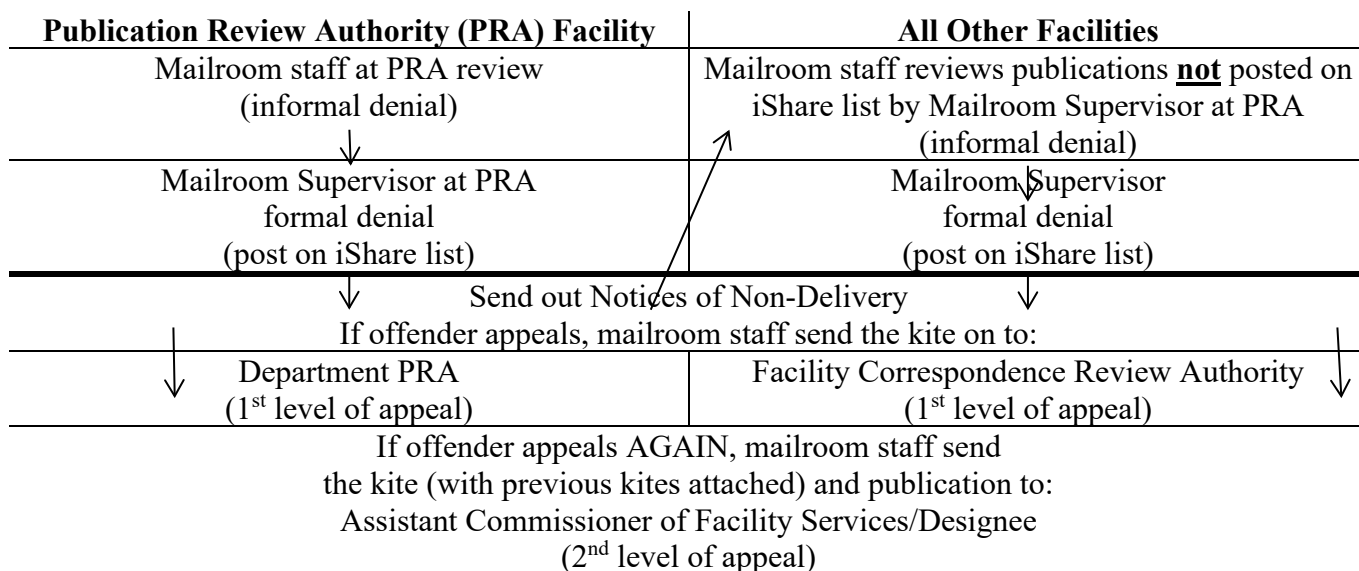 Publication Review Authority (PRA) Facility
All Other Facilities
Mailroom staff at PRA review
(informal denial)
Mailroom staff reviews publications not posted on
iShare list by Mailroom Supervisor at PRA
(informal denial)
Mailroom Supervisor at PRA
formal denial
(post on iShare list)
Mailroom Supervisor
formal denial
(post on iShare list)
Send out Notices of Non-Delivery
If offender appeals, mailroom staff send the kite on to:
Department PRA
(1st level of appeal)
Facility Correspondence Review Authority
(1st level of appeal)
If offender appeals AGAIN, mailroom staff send
the kite (with previous kites attached) and publication to:
Assistant Commissioner of Facility Services/Designee
(2nd level of appeal)